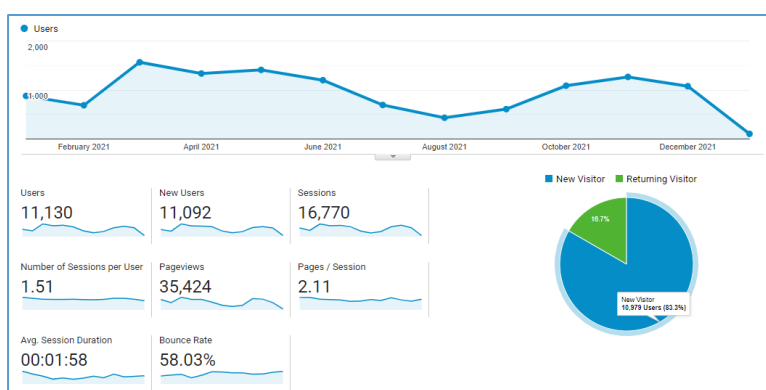 Users
2,000
1,000
February 2021 April 2021 June 2021 August 2021 October 2021 December 2021
New Visitor Returning Visitor
Users New Users Sessions
11,130 11,092 16,770
16.7%
Number of Sessions per User Pageviews Pages / Session
1.51 35,424 2.11
New Visitor
10,979 Users (83.3%)
Avg. Session Duration Bounce Rate
00:01:58 58.03%